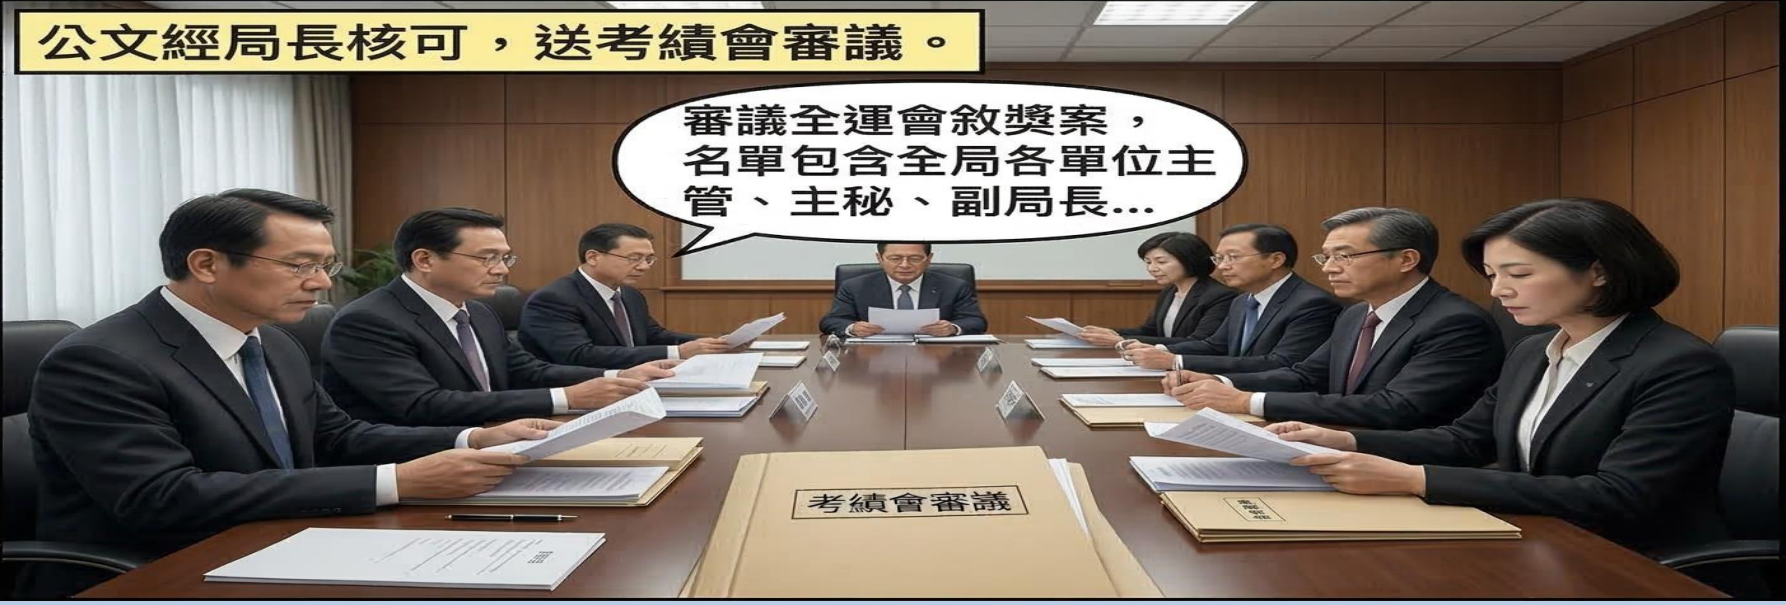 公文經局長核可，送考績會審議。
審議全運會敘獎案，
名單包含全局各單位主
管、主秘、副局長...
考績會審議